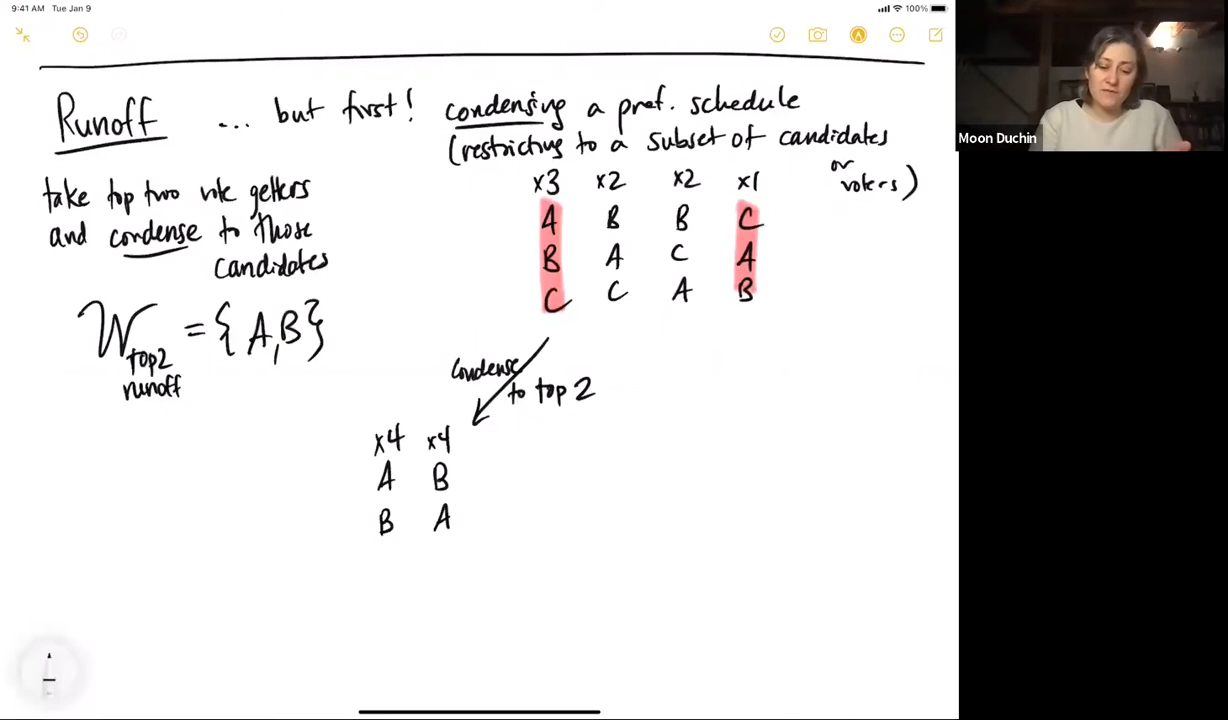 9:41 AM Tue Jan 9
100%
Runoff ... but first! condensing a pref. schedule
(restricting to a subset of candidates
or
voters)
take top two vote getters
and condense to those
candidates
W top2 runoff = {A,B}
x3 x2 x2 x1
A B B C
B A C A
C C A B
condense
to top 2
x4 x4
A B
B A
Moon Duchin